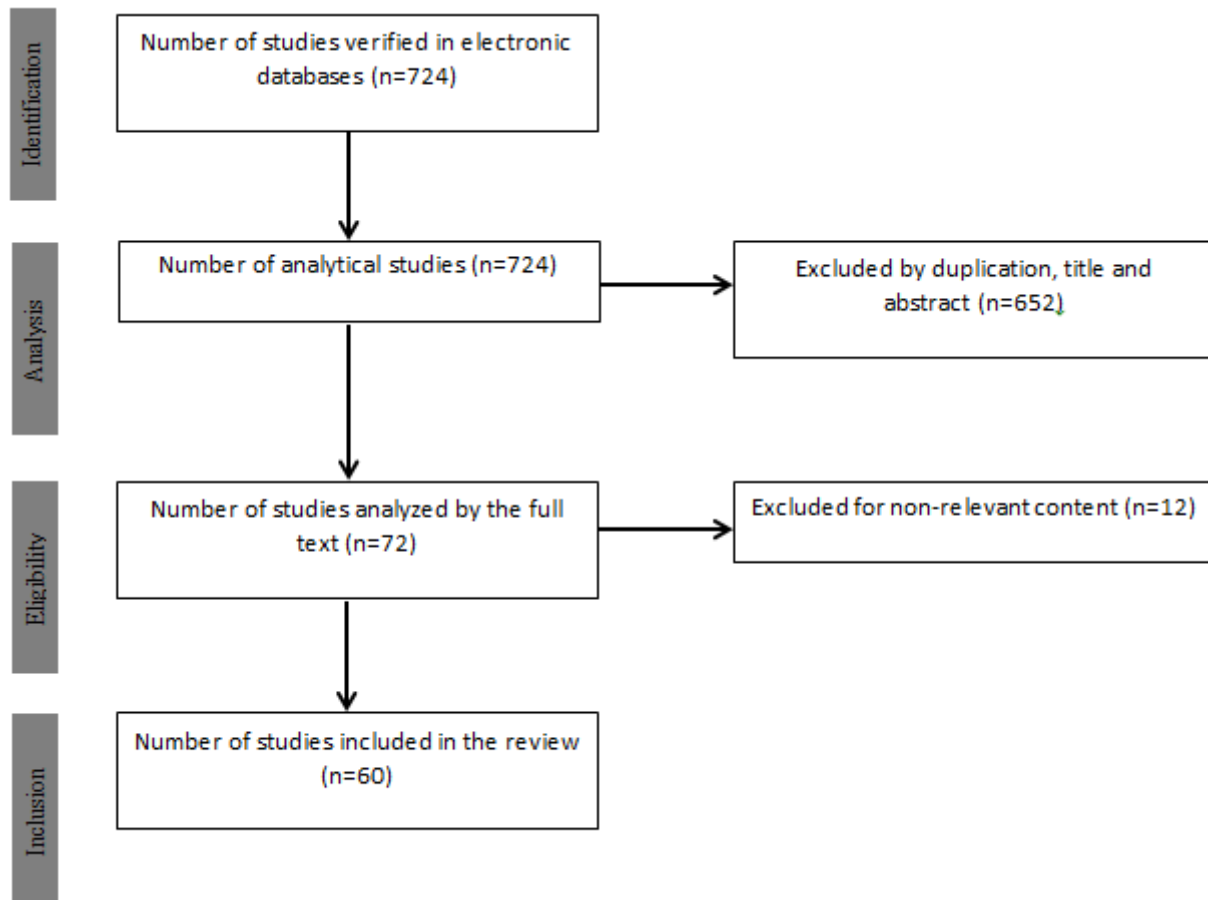 Identification
Number of studies verified in electronic
databases (n=724)
Analysis
Number of analytical studies (n=724)
Excluded by duplication, title and
abstract (n=652)
Eligibility
Number of studies analyzed by the full
text (n=72)
Excluded for non-relevant content (n=12)
Inclusion
Number of studies included in the review
(n=60)